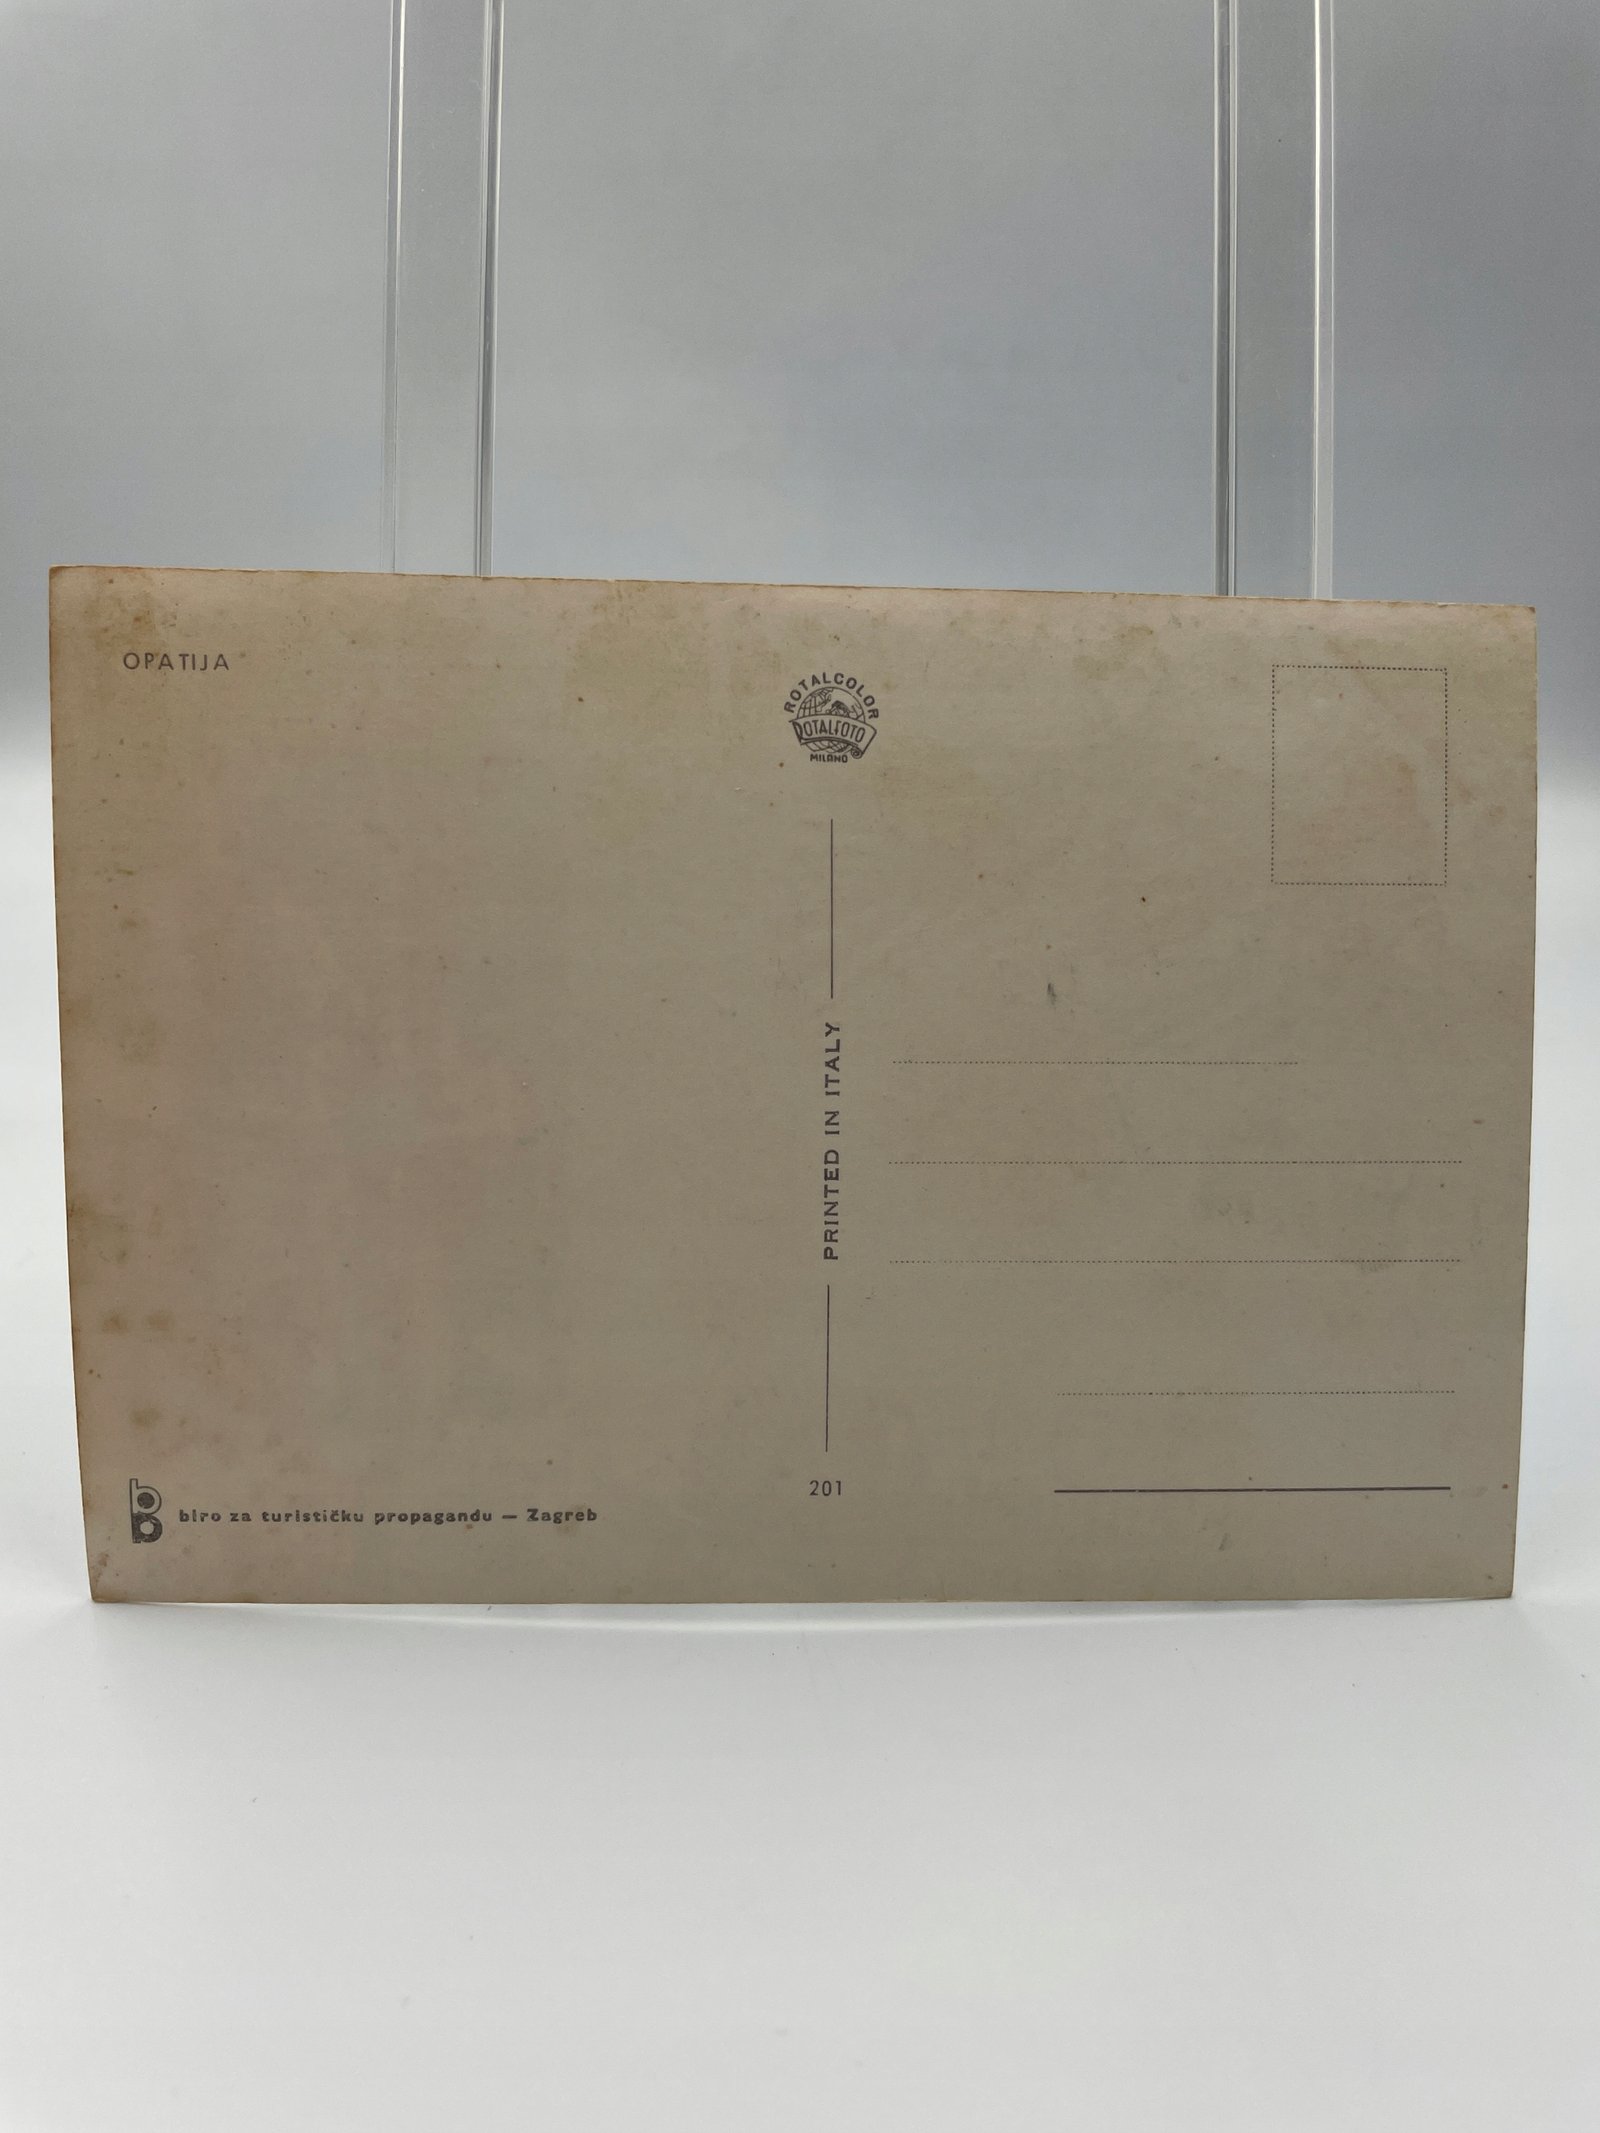 OPATIJA
ROTALCOLOR
ROTALFOTO
MILANO
PRINTED IN ITALY
201
biro za turističku propagandu — Zagreb